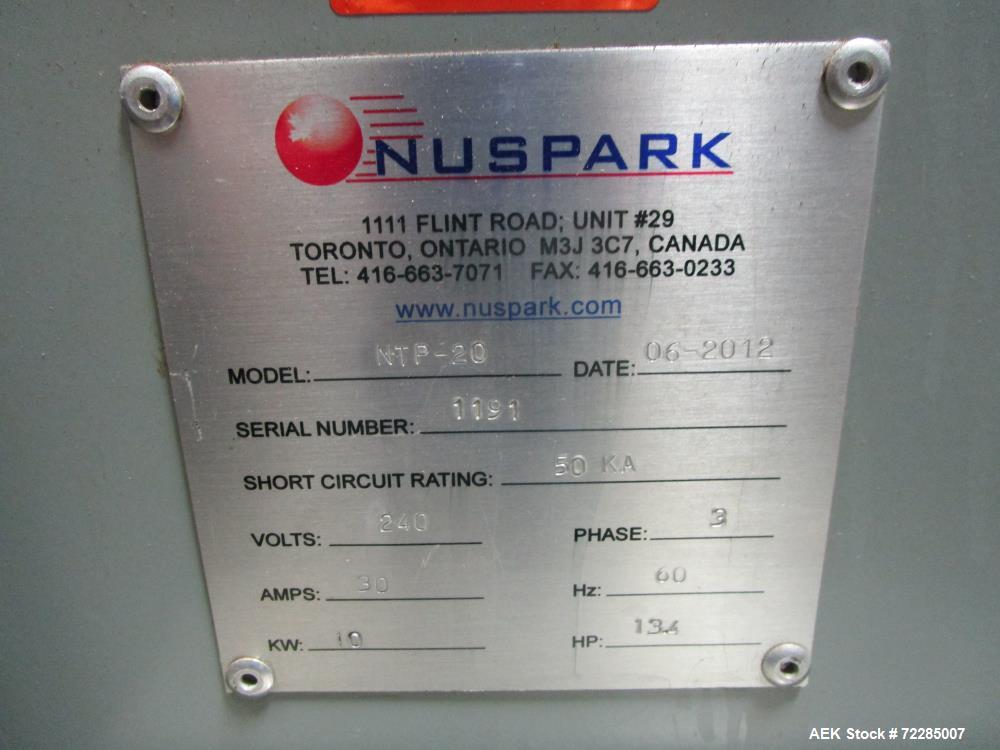 NUSPARK
1111 FLINT ROAD; UNIT #29
TORONTO, ONTARIO M3J 3C7, CANADA
TEL: 416-663-7071 FAX: 416-663-0233
www.nuspark.com
MODEL: NTP-20 DATE: 06-2012
SERIAL NUMBER: 1191
SHORT CIRCUIT RATING: 50 KA
VOLTS: 240 PHASE: 3
AMPS: 30 Hz: 60
KW: 10 HP: 13.4
AEK Stock # 72285007